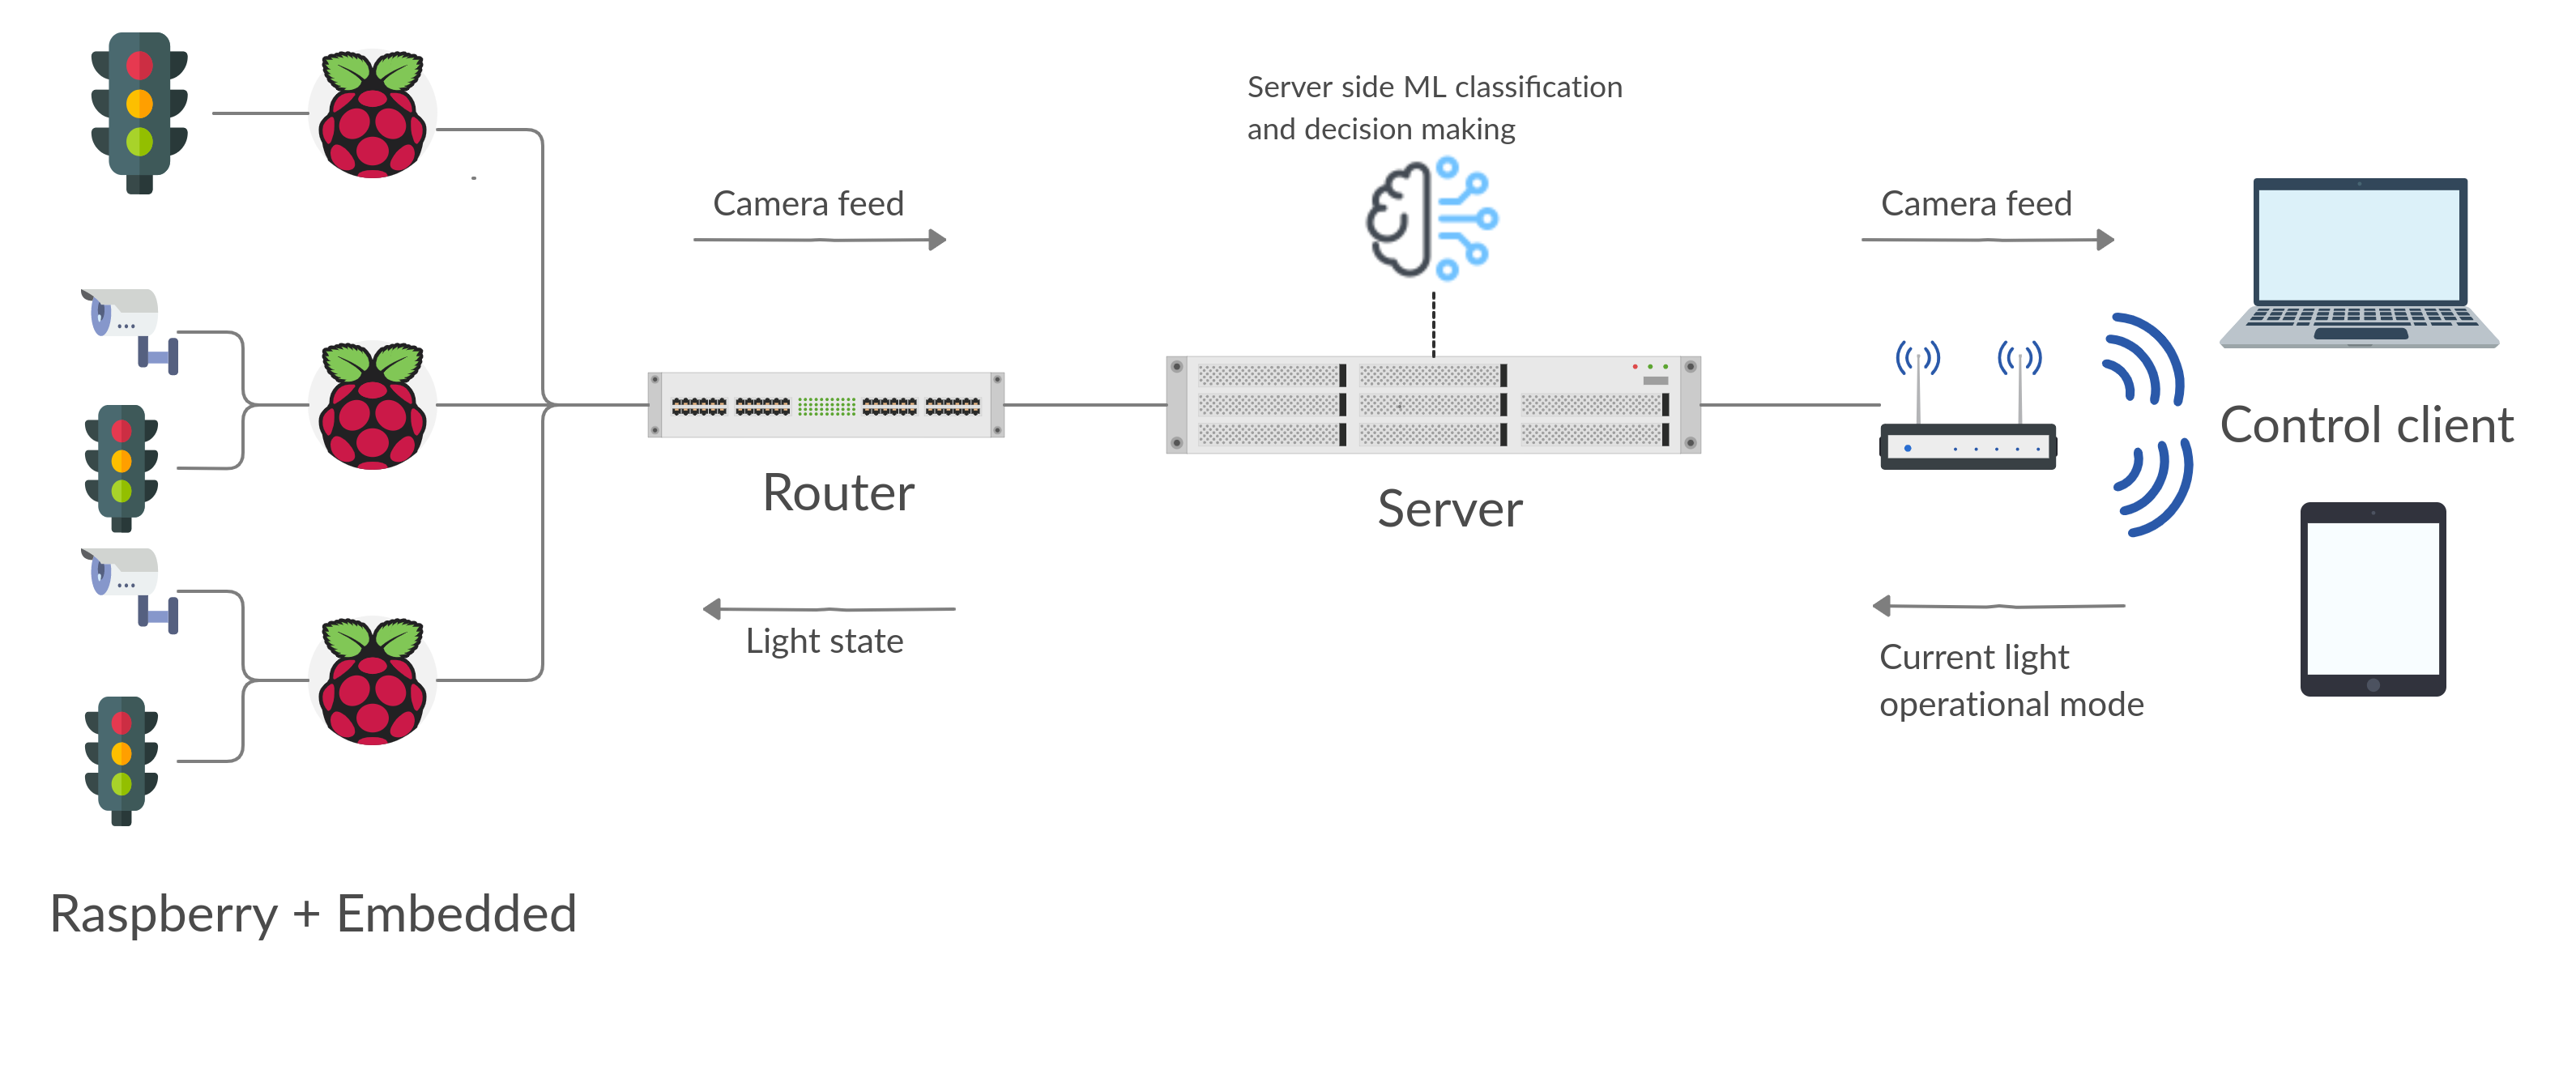 Server side ML classification
and decision making
Camera feed
Camera feed
Control client
Router
Server
Light state
Current light
operational mode
Raspberry + Embedded